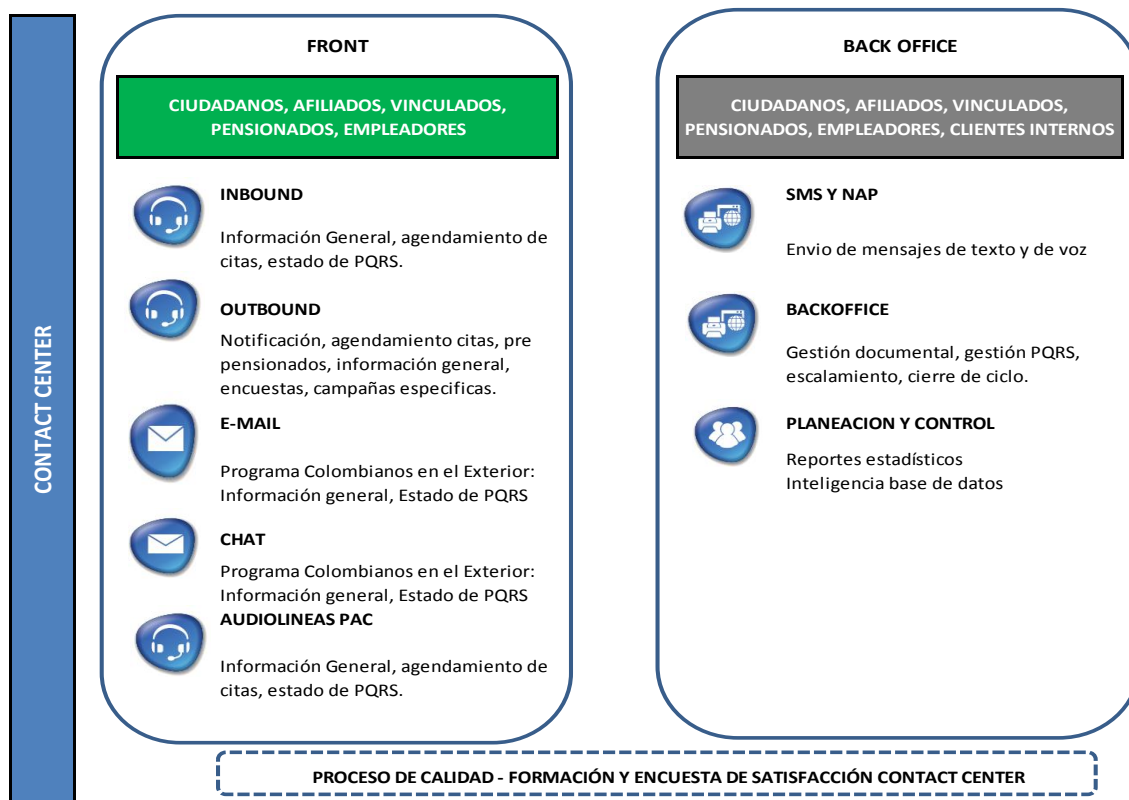 CONTACT CENTER
FRONT
CIUDADANOS, AFILIADOS, VINCULADOS,
PENSIONADOS, EMPLEADORES
INBOUND
Información General, agendamiento de
citas, estado de PQRS.
OUTBOUND
Notificación, agendamiento citas, pre
pensionados, información general,
encuestas, campañas especificas.
E-MAIL
Programa Colombianos en el Exterior:
Información general, Estado de PQRS
CHAT
Programa Colombianos en el Exterior:
Información general, Estado de PQRS
AUDIOLINEAS PAC
Información General, agendamiento de
citas, estado de PQRS.
BACK OFFICE
CIUDADANOS, AFILIADOS, VINCULADOS,
PENSIONADOS, EMPLEADORES, CLIENTES INTERNOS
SMS Y NAP
Envio de mensajes de texto y de voz
BACKOFFICE
Gestión documental, gestión PQRS,
escalamiento, cierre de ciclo.
PLANEACION Y CONTROL
Reportes estadísticos
Inteligencia base de datos
PROCESO DE CALIDAD - FORMACIÓN Y ENCUESTA DE SATISFACCIÓN CONTACT CENTER